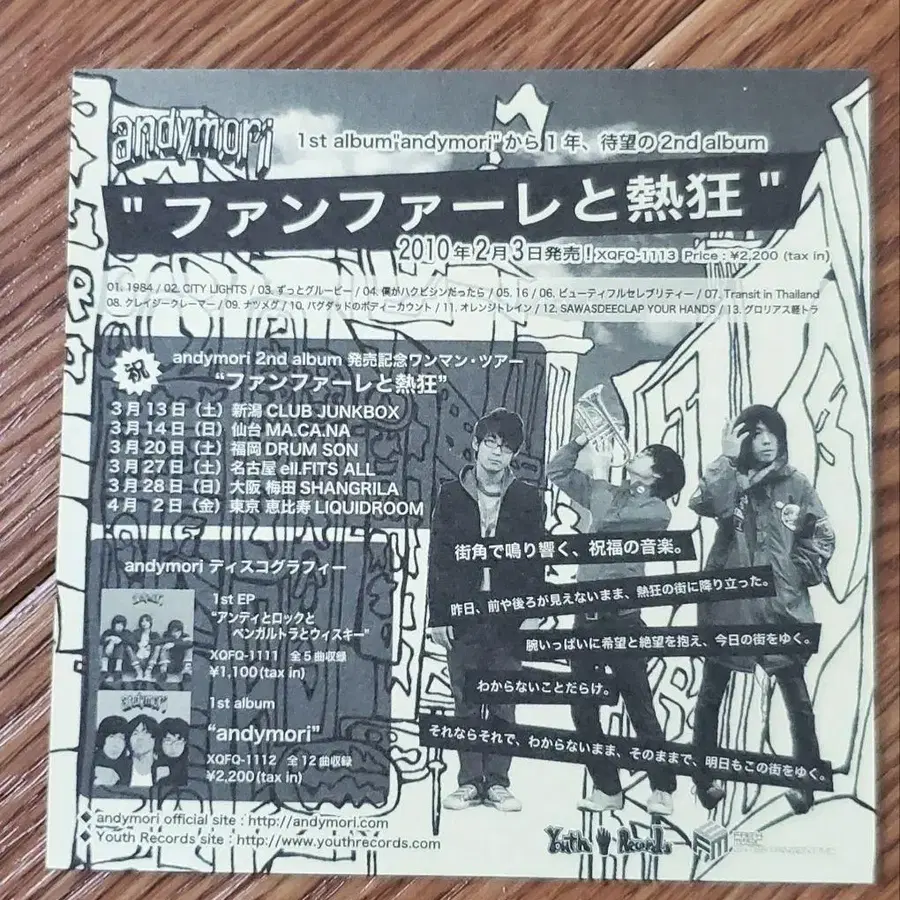 andymori
1st album"andymori"から1年、待望の2nd album
"ファンファーレと熱狂"
2010年2月3日発売！XQFQ-1113 Price : ¥2,200 (tax in)
01. 1984 / 02. CITY LIGHTS / 03. ずっとグルーピー / 04. 僕がハクビシンだったら / 05. 16 / 06. ビューティフルセレブリティー / 07. Transit in Thailand
08. クレイジークレーマー / 09. ナツメグ / 10. バグダッドのボディーカウント / 11. オレンジトレイン / 12. SAWASDEECLAP YOUR HANDS / 13. グロリアス軽トラ
祝
andymori 2nd album 発売記念ワンマン・ツアー
“ファンファーレと熱狂”
3月13日（土）新潟 CLUB JUNKBOX
3月14日（日）仙台 MA.CA.NA
3月20日（土）福岡 DRUM SON
3月27日（土）名古屋 ell.FITS ALL
3月28日（日）大阪 梅田 SHANGRILA
4月 2日（金）東京 恵比寿 LIQUIDROOM
街角で鳴り響く、祝福の音楽。
昨日、前や後ろが見えないまま、熱狂の街に降り立った。
腕いっぱいに希望と絶望を抱え、今日の街をゆく。
わからないことだらけ。
それならそれで、わからないまま、そのままで、明日もこの街をゆく。
andymori ディスコグラフィー
1st EP
“アンディとロックと
ベンガルトラとウィスキー”
XQFQ-1111 全5曲収録
¥1,100(tax in)
1st album
“andymori”
XQFQ-1112 全12曲収録
¥2,200(tax in)
◆ andymori official site : http://andymori.com
◆ Youth Records site : http://www.youthrecords.com
Youth Records